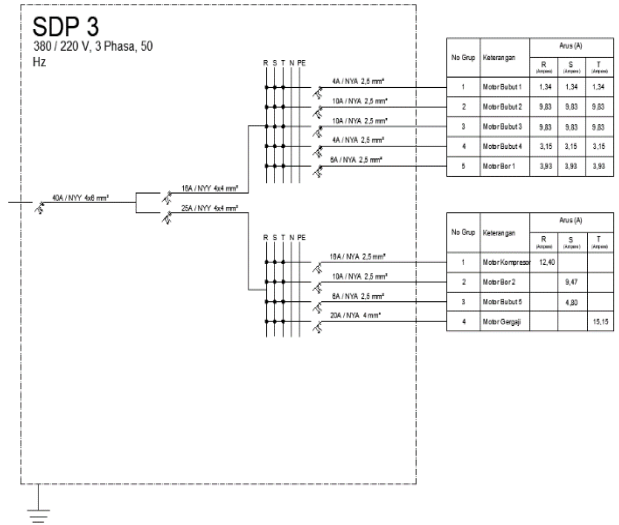 SDP 3
380 / 220 V, 3 Phasa, 50
Hz
R S T N PE
4A / NYA 2,5 mm²
10A / NYA 2,5 mm²
10A / NYA 2,5 mm²
4A / NYA 2,5 mm²
6A / NYA 2,5 mm²
No Grup Keterangan Arus (A)
R (Ampere) S (Ampere) T (Ampere)
1 Motor Bubut 1 1,34 1,34 1,34
2 Motor Bubut 2 9,83 9,83 9,83
3 Motor Bubut 3 9,83 9,83 9,83
4 Motor Bubut 4 3,15 3,15 3,15
5 Motor Bor 1 3,93 3,93 3,93
40A / NYY 4x6 mm²
16A / NYY 4x4 mm²
25A / NYY 4x4 mm²
R S T N PE
16A / NYA 2,5 mm²
10A / NYA 2,5 mm²
6A / NYA 2,5 mm²
20A / NYA 4 mm²
No Grup Keterangan Arus (A)
R (Ampere) S (Ampere) T (Ampere)
1 Motor Kompresor 12,40
2 Motor Bor 2 9,47
3 Motor Bubut 5 4,80
4 Motor Gergaji 15,15